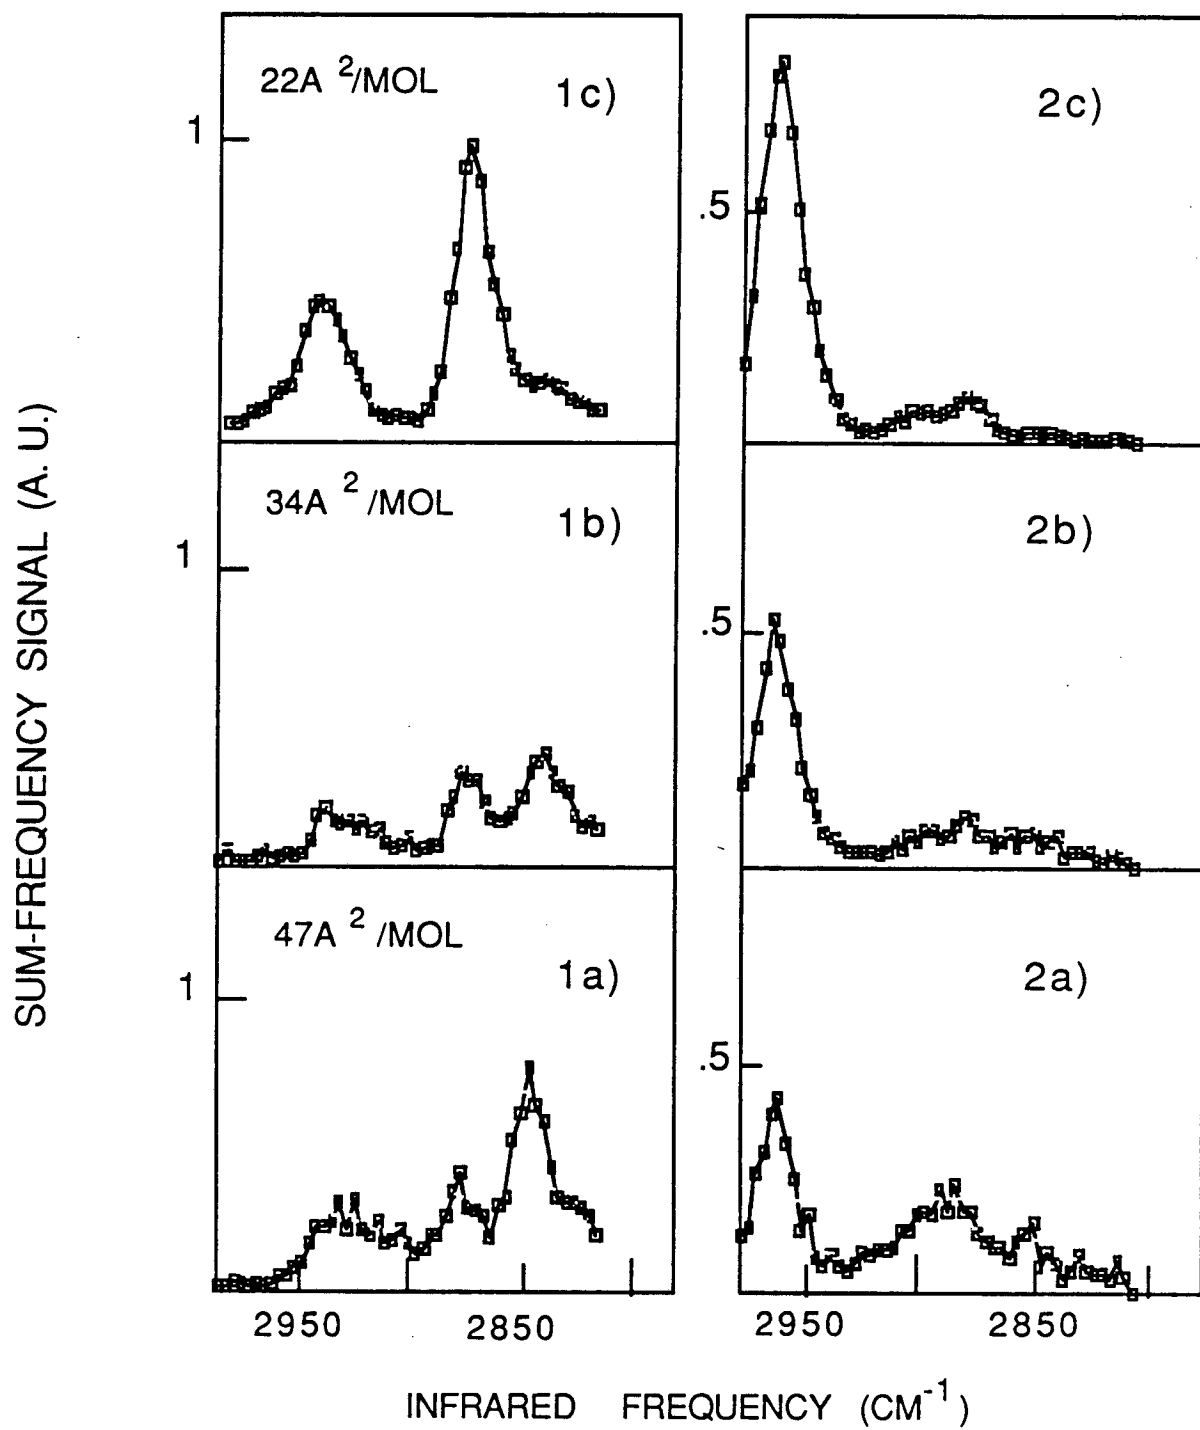 22A 2/MOL
1c)
2c)
1
.5
34A 2 /MOL
1b)
2b)
1
.5
47A 2 /MOL
1a)
2a)
1
.5
2950 2850
2950 2850
SUM-FREQUENCY SIGNAL (A. U.)
INFRARED FREQUENCY (CM-1)